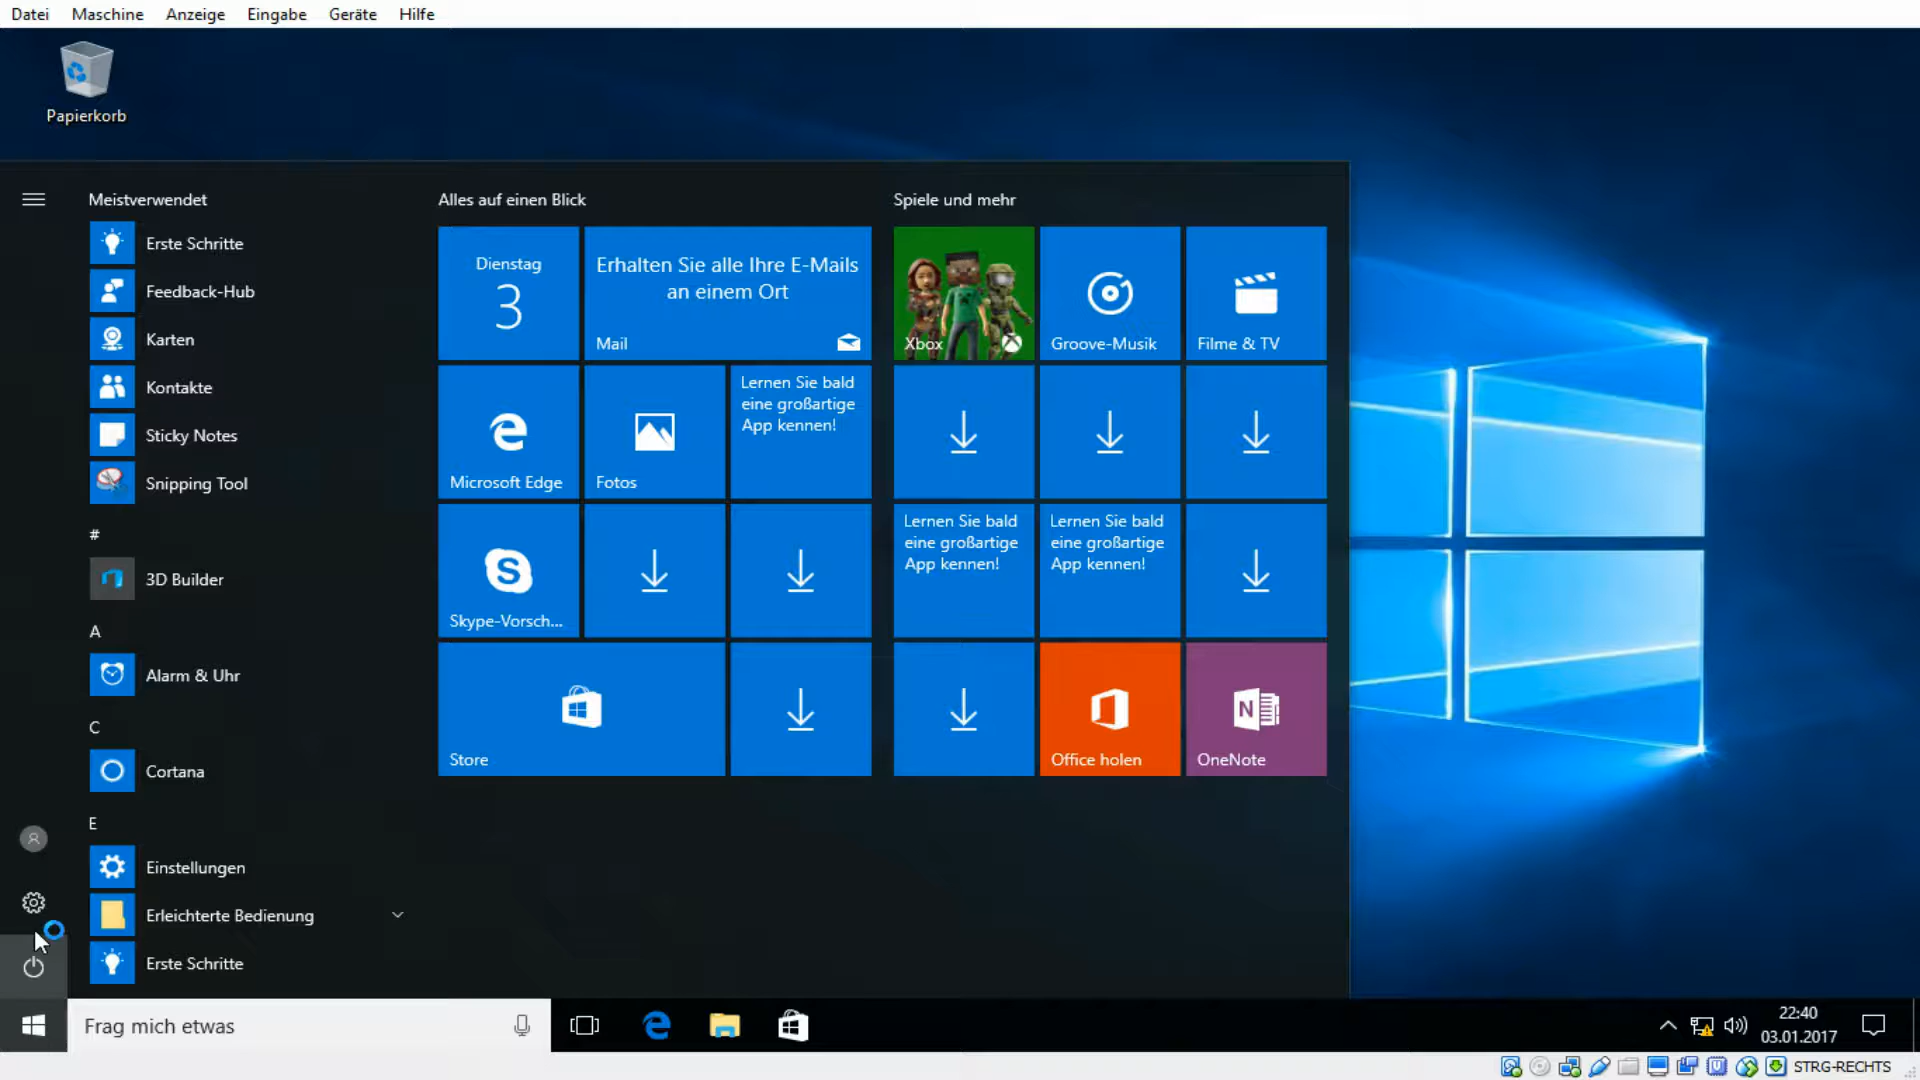 Datei Maschine Anzeige Eingabe Geräte Hilfe
Papierkorb
Meistverwendet
Erste Schritte
Feedback-Hub
Karten
Kontakte
Sticky Notes
Snipping Tool
#
3D Builder
A
Alarm & Uhr
C
Cortana
E
Einstellungen
Erleichterte Bedienung
Erste Schritte
Alles auf einen Blick
Dienstag
3
Erhalten Sie alle Ihre E-Mails
an einem Ort
Mail
Microsoft Edge
Fotos
Lernen Sie bald
eine großartige
App kennen!
Skype-Vorsch...
Store
Spiele und mehr
Xbox
Groove-Musik
Filme & TV
Lernen Sie bald
eine großartige
App kennen!
Lernen Sie bald
eine großartige
App kennen!
Office holen
OneNote
Frag mich etwas
22:40
03.01.2017
STRG-RECHTS